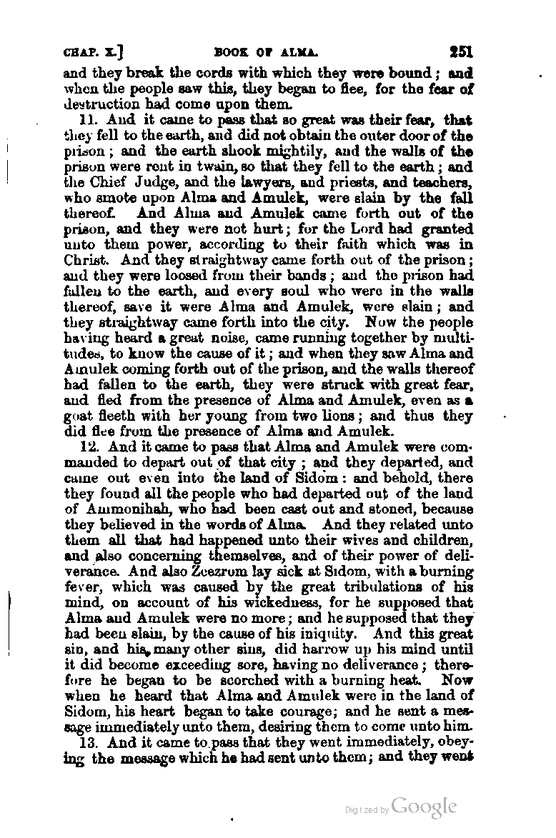 CHAP. X.] BOOK OF ALMA. 251
and they break the cords with which they were bound; and
when the people saw this, they began to flee, for the fear of
destruction had come upon them.
11. And it came to pass that so great was their fear, that
they fell to the earth, and did not obtain the outer door of the
prison; and the earth shook mightily, and the walls of the
prison were rent in twain, so that they fell to the earth; and
the Chief Judge, and the lawyers, and priests, and teachers,
who smote upon Alma and Amulek, were slain by the fall
thereof. And Alma and Amulek came forth out of the
prison, and they were not hurt; for the Lord had granted
unto them power, according to their faith which was in
Christ. And they straightway came forth out of the prison;
and they were loosed from their bands; and the prison had
fallen to the earth, and every soul who were in the walls
thereof, save it were Alma and Amulek, were slain; and
they straightway came forth into the city. Now the people
having heard a great noise, came running together by multi-
tudes, to know the cause of it; and when they saw Alma and
Amulek coming forth out of the prison, and the walls thereof
had fallen to the earth, they were struck with great fear,
and fled from the presence of Alma and Amulek, even as a
goat fleeth with her young from two lions; and thus they
did flee from the presence of Alma and Amulek.
12. And it came to pass that Alma and Amulek were com-
manded to depart out of that city; and they departed, and
came out even into the land of Sidom: and behold, there
they found all the people who had departed out of the land
of Ammonihah, who had been cast out and stoned, because
they believed in the words of Alma. And they related unto
them all that had happened unto their wives and children,
and also concerning themselves, and of their power of deli-
verance. And also Zeezrum lay sick at Sidom, with a burning
fever, which was caused by the great tribulations of his
mind, on account of his wickedness, for he supposed that
Alma and Amulek were no more; and he supposed that they
had been slain, by the cause of his iniquity. And this great
sin, and his many other sins, did harrow up his mind until
it did become exceeding sore, having no deliverance; there-
fore he began to be scorched with a burning heat. Now
when he heard that Alma and Amulek were in the land of
Sidom, his heart began to take courage; and he sent a mes-
sage immediately unto them, desiring them to come unto him.
13. And it came to pass that they went immediately, obey-
ing the message which he had sent unto them; and they went
Digitized by Google